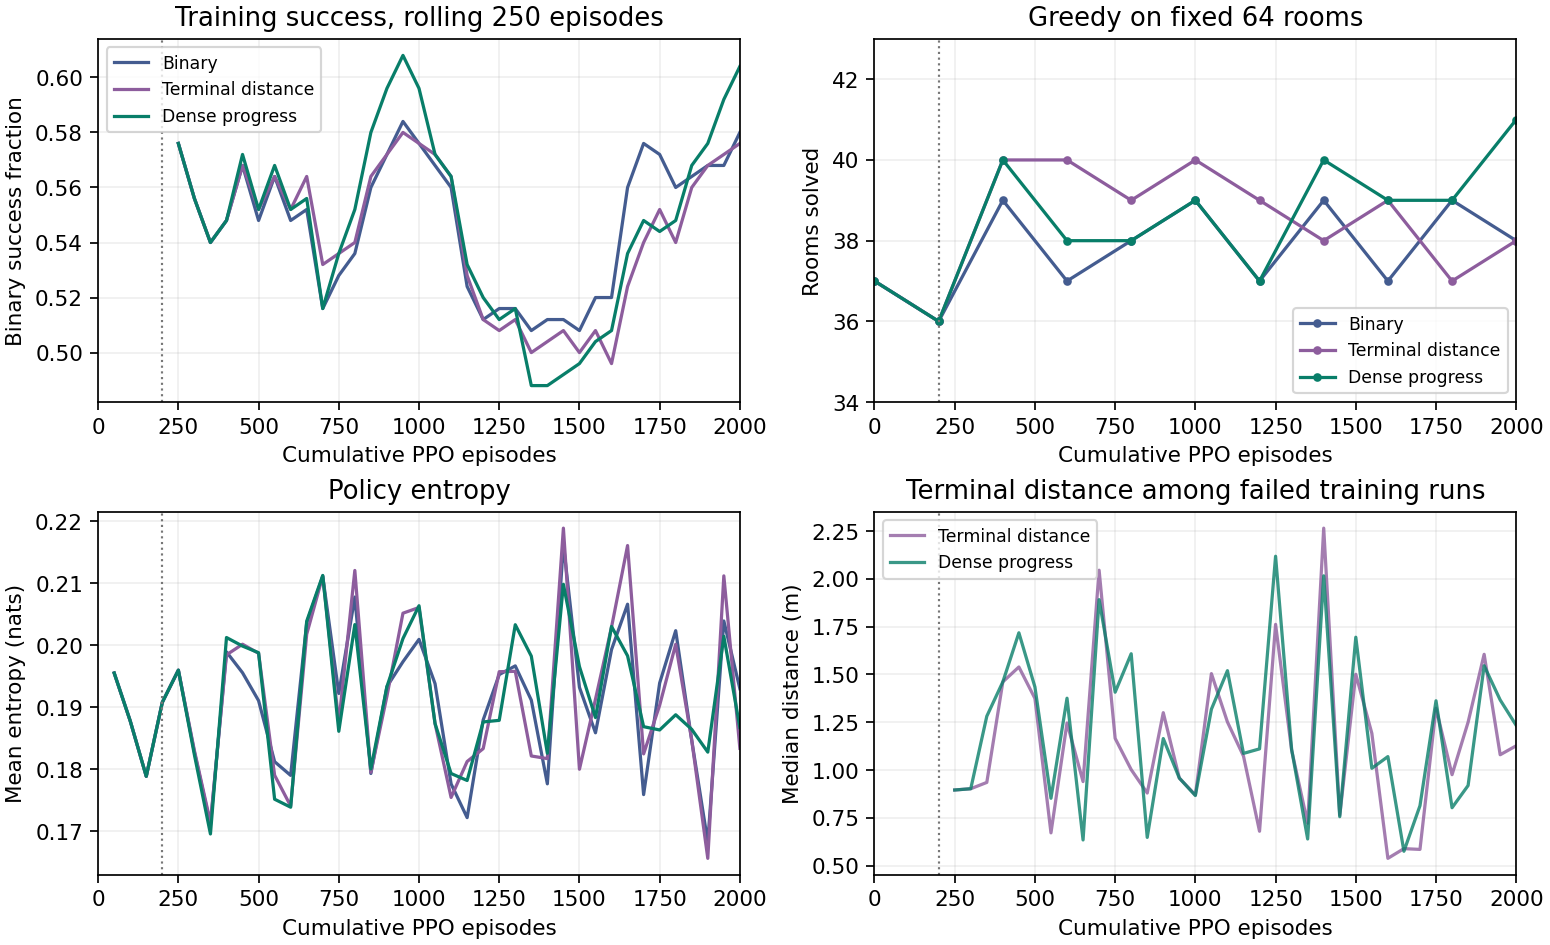 Training success, rolling 250 episodes
Binary success fraction
0.60
0.58
0.56
0.54
0.52
0.50
Binary
Terminal distance
Dense progress
0 250 500 750 1000 1250 1500 1750 2000
Cumulative PPO episodes
Greedy on fixed 64 rooms
Rooms solved
42
40
38
36
34
Binary
Terminal distance
Dense progress
0 250 500 750 1000 1250 1500 1750 2000
Cumulative PPO episodes
Policy entropy
Mean entropy (nats)
0.22
0.21
0.20
0.19
0.18
0.17
0 250 500 750 1000 1250 1500 1750 2000
Cumulative PPO episodes
Terminal distance among failed training runs
Median distance (m)
2.25
2.00
1.75
1.50
1.25
1.00
0.75
0.50
Terminal distance
Dense progress
0 250 500 750 1000 1250 1500 1750 2000
Cumulative PPO episodes